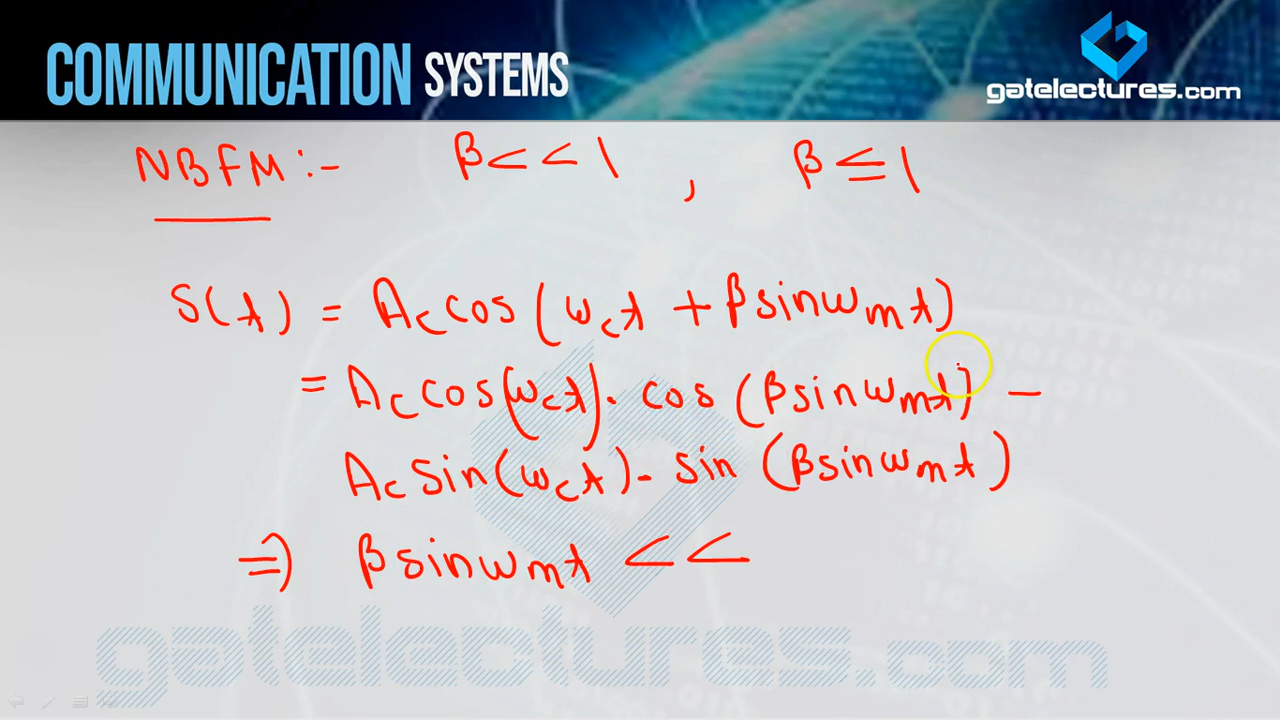 COMMUNICATION SYSTEMS
gatelectures.com
NBFM :- β << 1 , β ≤ 1
S(t) = Ac cos (ωct + β sin ωmt)
= Ac cos (ωct) . cos (β sin ωmt) -
Ac sin (ωct) . sin (β sin ωmt)
=> β sin ωmt <<
gatelectures.com